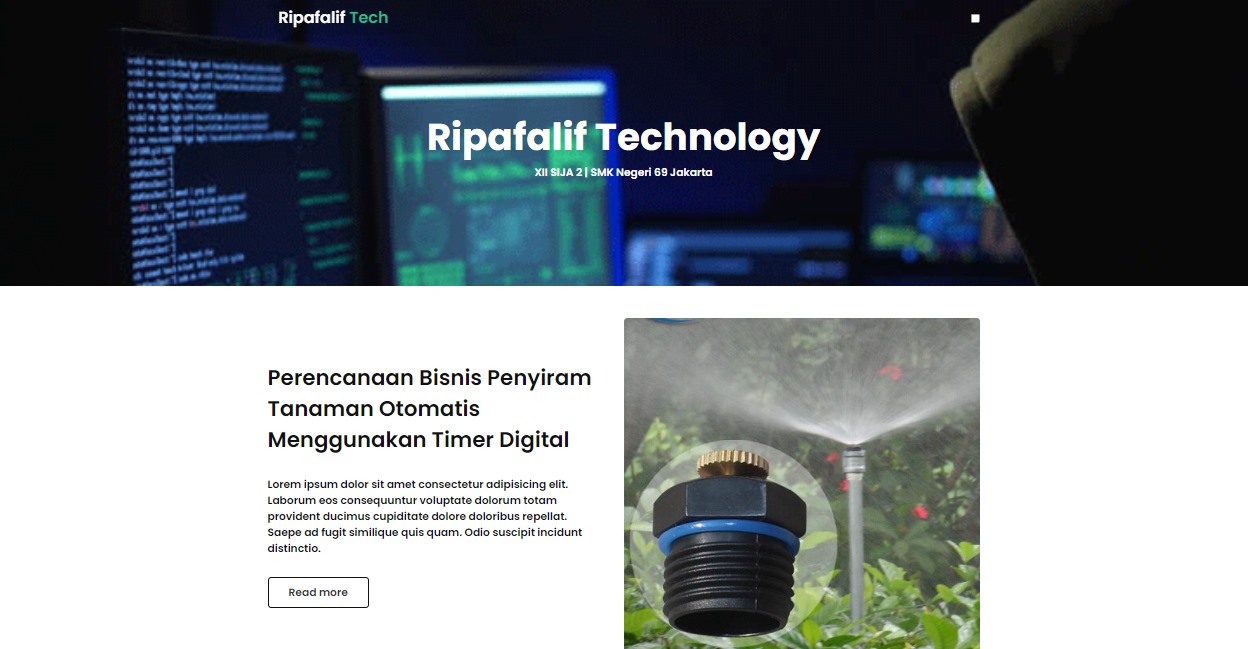 Ripafalif Tech
Ripafalif Technology
XII SIJA 2 | SMK Negeri 69 Jakarta
Perencanaan Bisnis Penyiram
Tanaman Otomatis
Menggunakan Timer Digital
Lorem ipsum dolor sit amet consectetur adipisicing elit.
Laborum eos consequuntur voluptate dolorum totam
provident ducimus cupiditate dolore doloribus repellat.
Saepe ad fugit similique quis quam. Odio suscipit incidunt
distinctio.
Read more